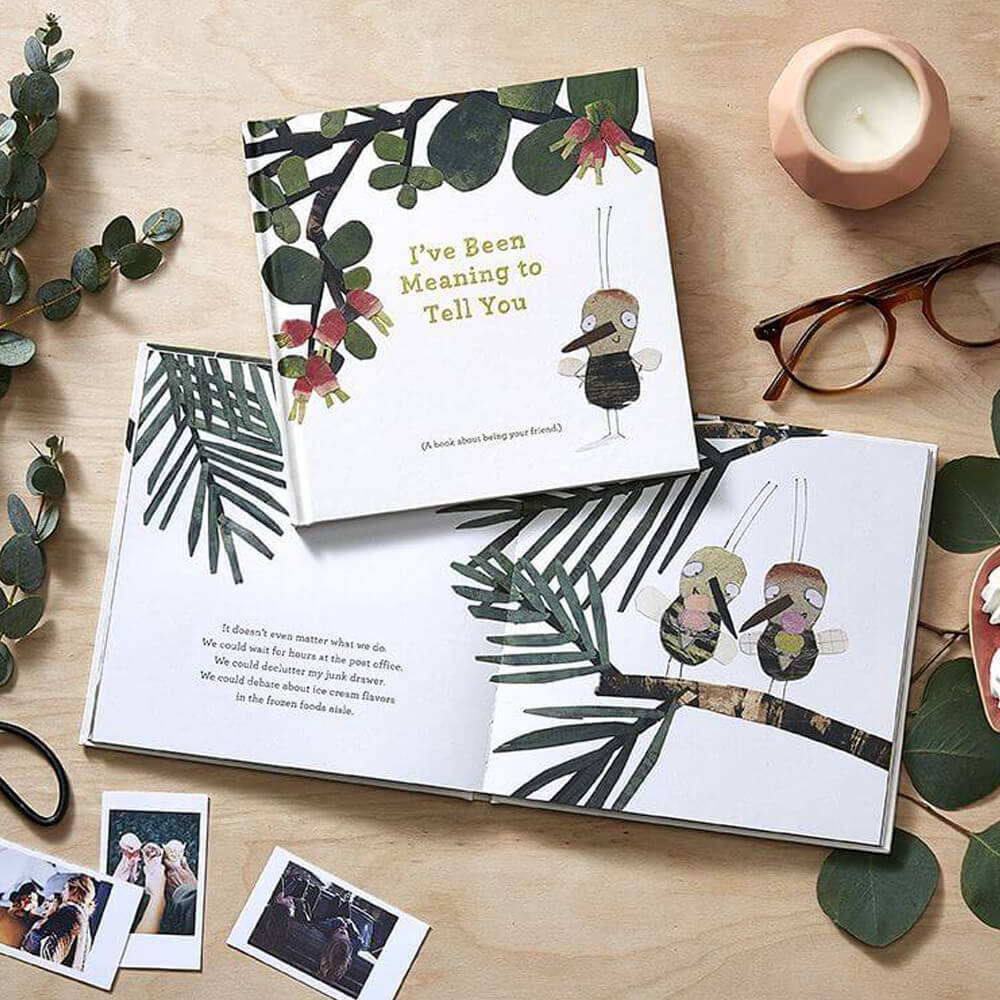 I've Been
Meaning to
Tell You
(A book about being your friend.)
It doesn't even matter what we do.
We could wait for hours at the post office.
We could declutter my junk drawer.
We could debate about ice cream flavors
in the frozen foods aisle.